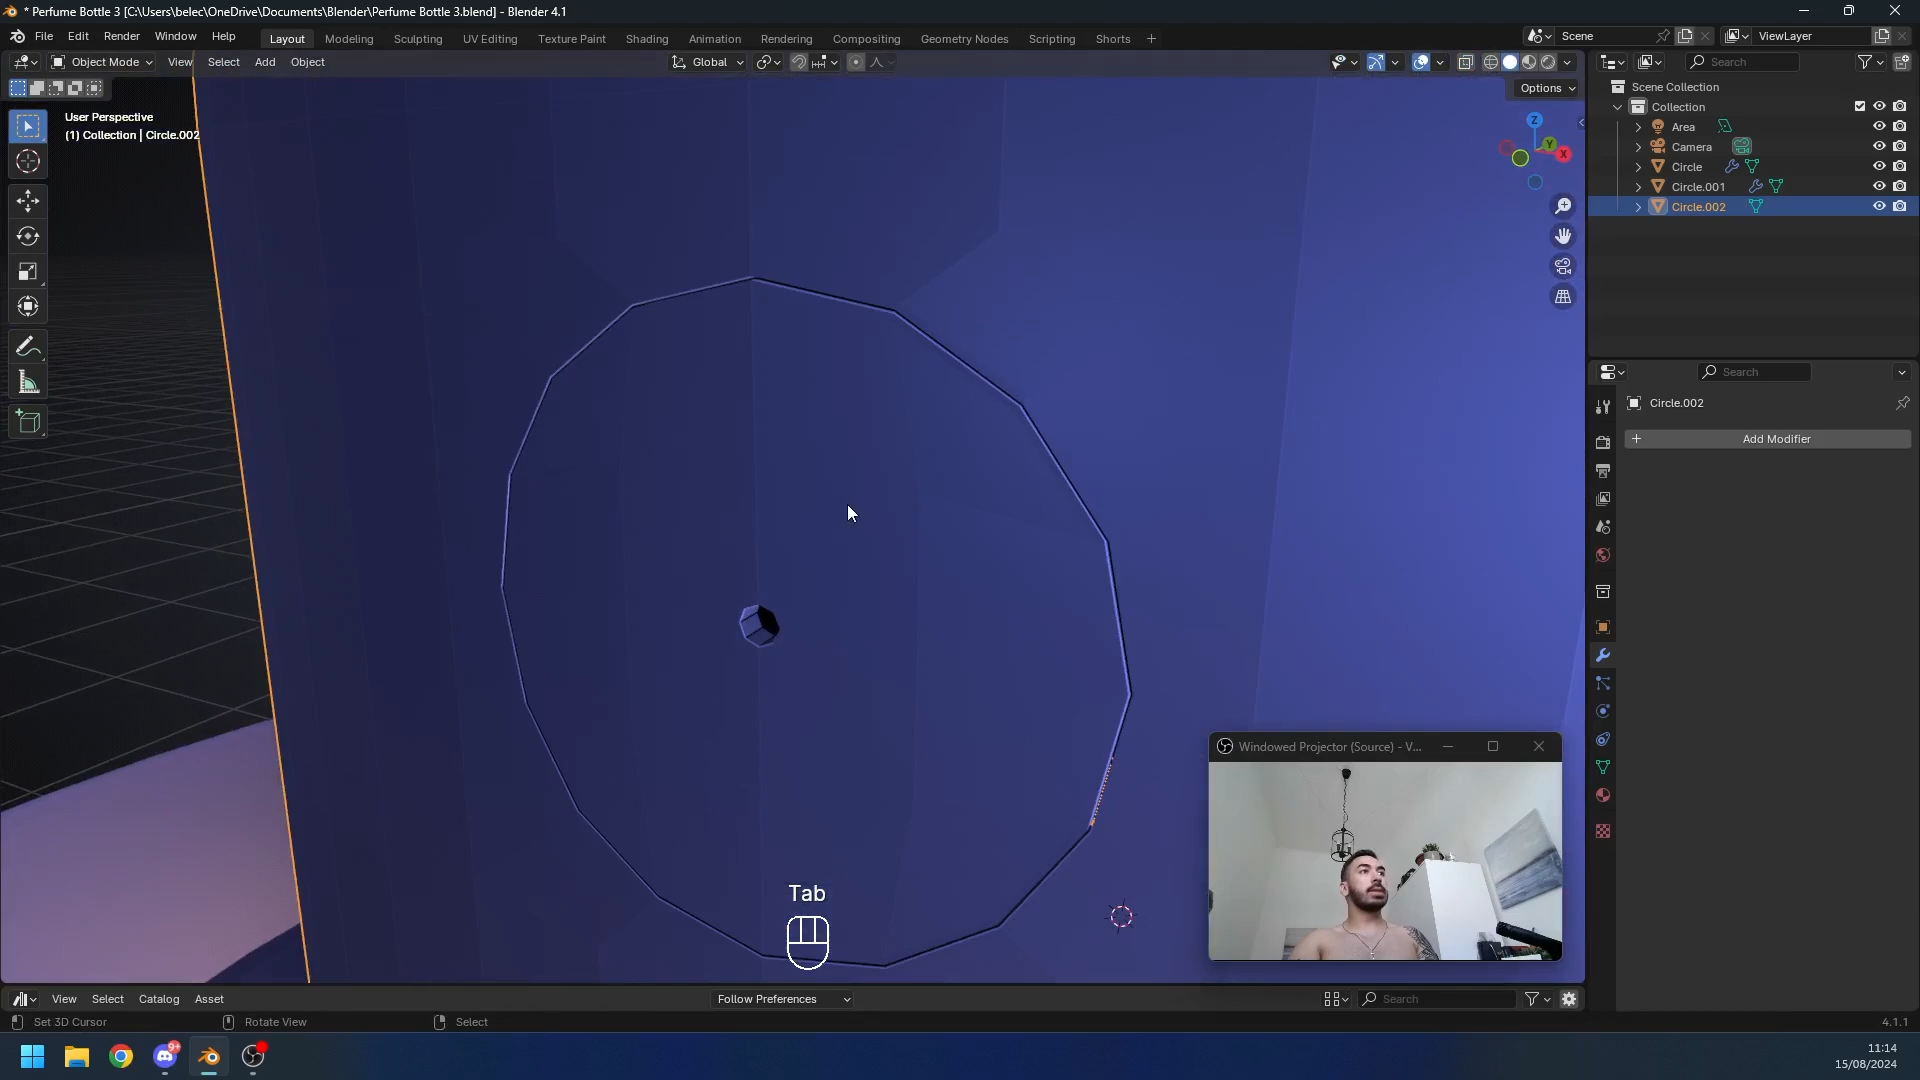 * Perfume Bottle 3 [C:\Users\belec\OneDrive\Documents\Blender\Perfume Bottle 3.blend] - Blender 4.1
File Edit Render Window Help Layout Modeling Sculpting UV Editing Texture Paint Shading Animation Rendering Compositing Geometry Nodes Scripting Shorts + Scene ViewLayer
Object Mode View Select Add Object Global Search
Options
Scene Collection
Collection
Area
Camera
Circle
Circle.001
Circle.002
User Perspective
(1) Collection | Circle.002
Z
Y
X
Search
Circle.002
+ Add Modifier
Windowed Projector (Source) - V...
Tab
View Select Catalog Asset Follow Preferences Search
Set 3D Cursor Rotate View Select 4.1.1
9+
11:14
15/08/2024